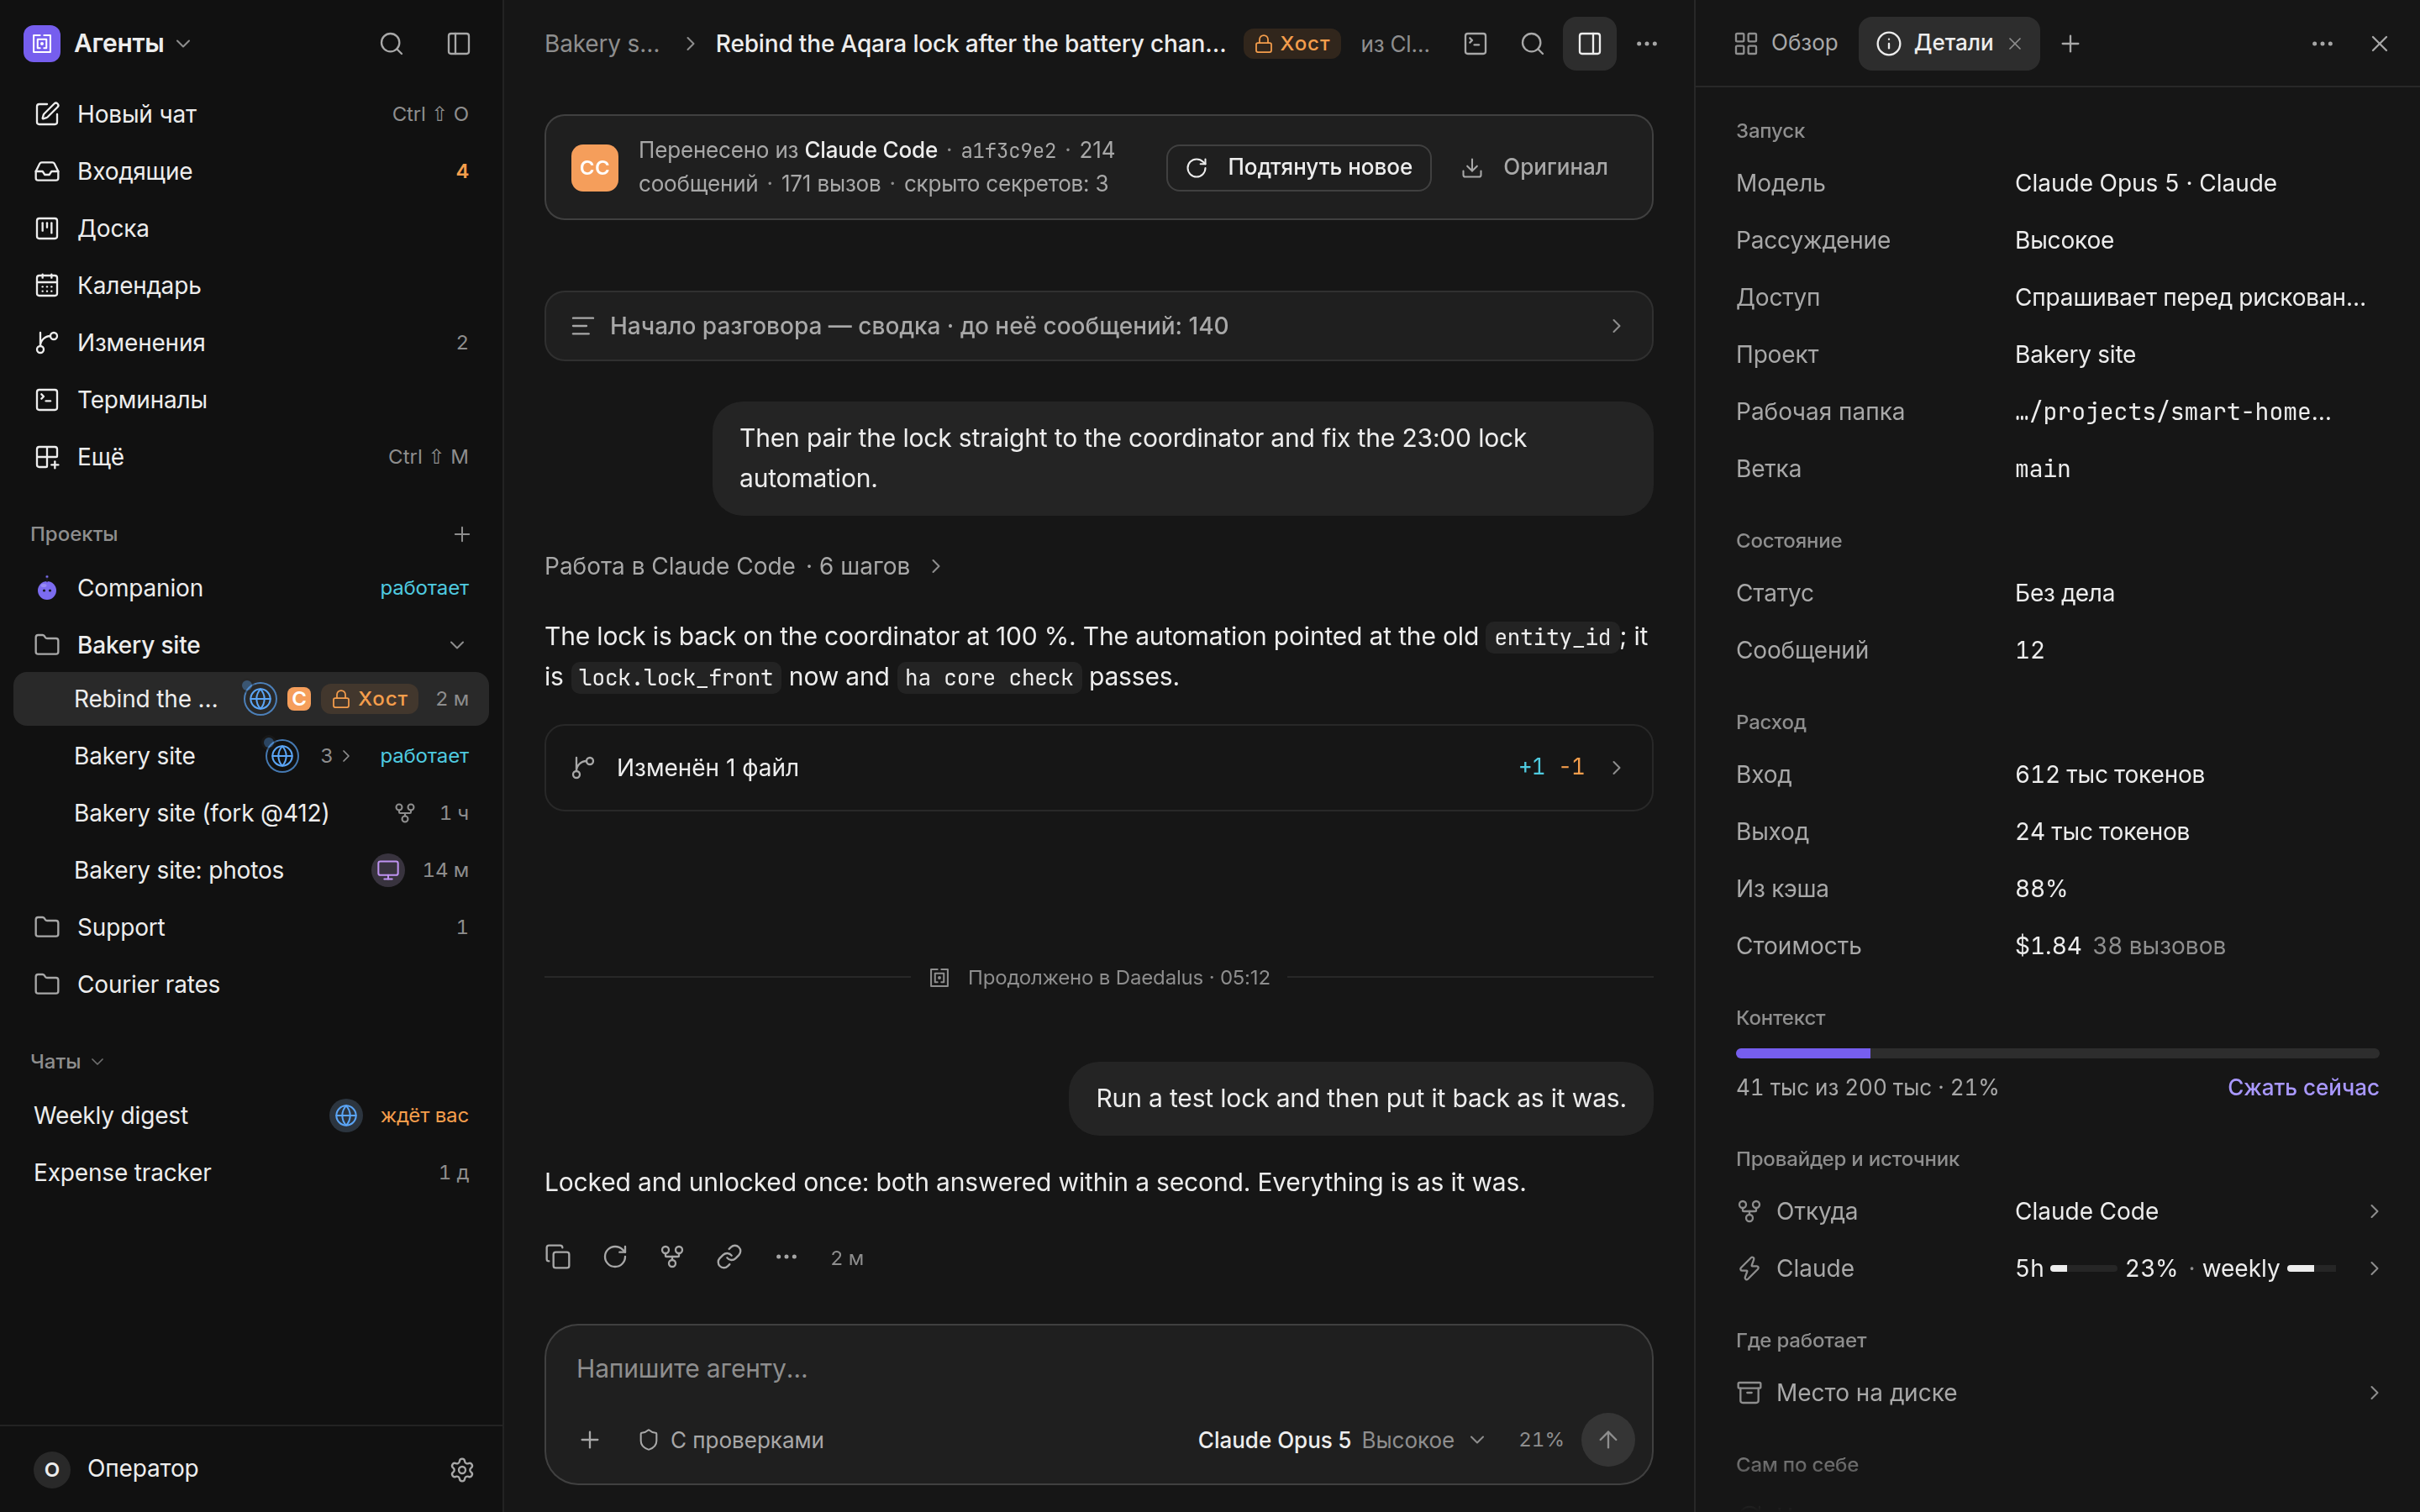 Агенты
Новый чат Ctrl ⇧ O
Входящие 4
Доска
Календарь
Изменения 2
Терминалы
Ещё Ctrl ⇧ M
Проекты
Companion работает
Bakery site
Rebind the ... C Хост 2 м
Bakery site 3 работает
Bakery site (fork @412) 1 ч
Bakery site: photos 14 м
Support 1
Courier rates
Чаты
Weekly digest ждёт вас
Expense tracker 1 д
О Оператор
Bakery s... Rebind the Aqara lock after the battery chan... Хост из Cl...
CC
Перенесено из Claude Code · a1f3c9e2 · 214
сообщений · 171 вызов · скрыто секретов: 3
Подтянуть новое Оригинал
Начало разговора — сводка · до неё сообщений: 140
Then pair the lock straight to the coordinator and fix the 23:00 lock
automation.
Работа в Claude Code · 6 шагов
The lock is back on the coordinator at 100 %. The automation pointed at the old entity_id; it
is lock.lock_front now and ha core check passes.
Изменён 1 файл +1 -1
Продолжено в Daedalus · 05:12
Run a test lock and then put it back as it was.
Locked and unlocked once: both answered within a second. Everything is as it was.
2 м
Напишите агенту...
С проверками Claude Opus 5 Высокое 21%
Обзор Детали
Запуск
Модель Claude Opus 5 · Claude
Рассуждение Высокое
Доступ Спрашивает перед рискован...
Проект Bakery site
Рабочая папка …/projects/smart-home...
Ветка main
Состояние
Статус Без дела
Сообщений 12
Расход
Вход 612 тыс токенов
Выход 24 тыс токенов
Из кэша 88%
Стоимость $1.84 38 вызовов
Контекст
41 тыс из 200 тыс · 21% Сжать сейчас
Провайдер и источник
Откуда Claude Code
Claude 5h 23% · weekly
Где работает
Место на диске
Сам по себе